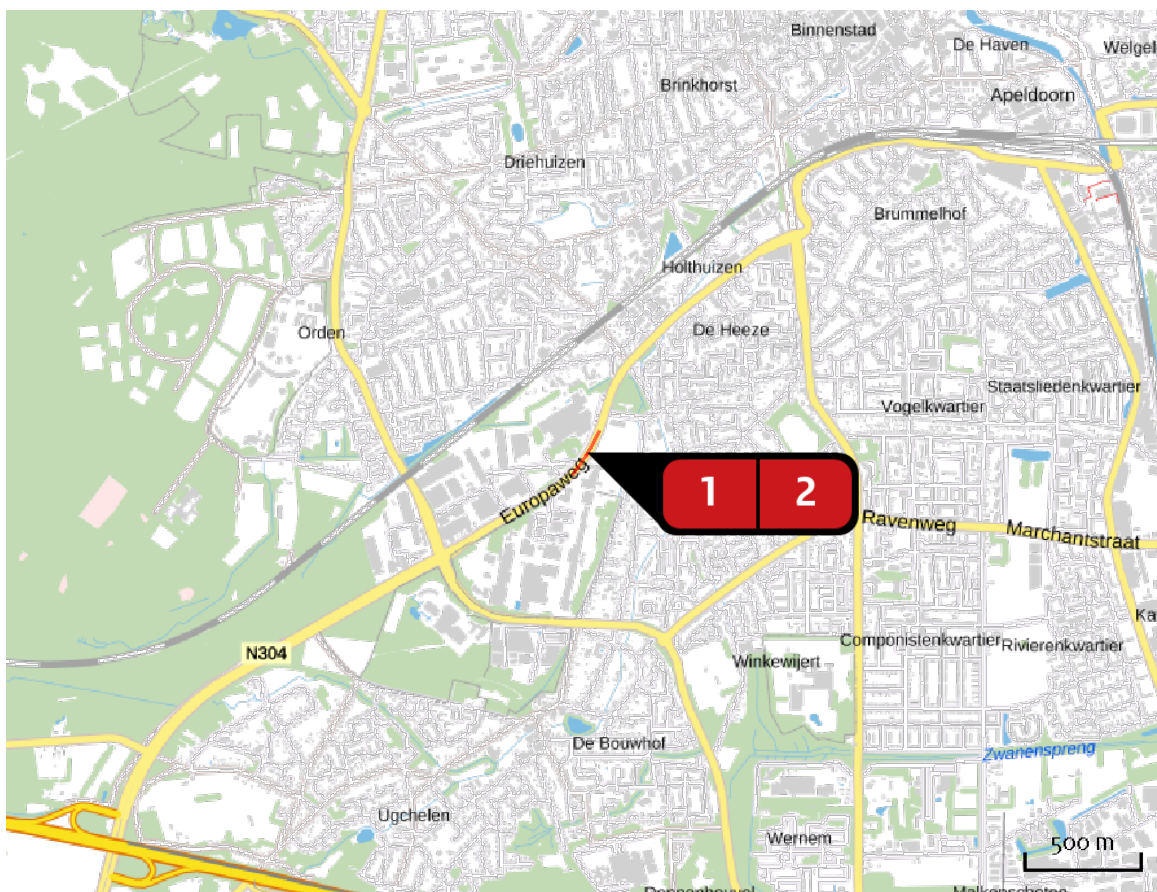 Binnenstad
De Haven
Welgel
Brinkhorst
Apeldoorn
Driehuizen
Brummelhof
Holthuizen
Orden
De Heeze
Staatsliedenkwartier
Vogelkwartier
Europaweg
1
2
Ravenweg
Marchantstraat
Ka
N304
Componistenkwartier
Rivierenkwartier
Winkewijert
De Bouwhof
Zwanenspreng
Ugchelen
Wernem
500 m